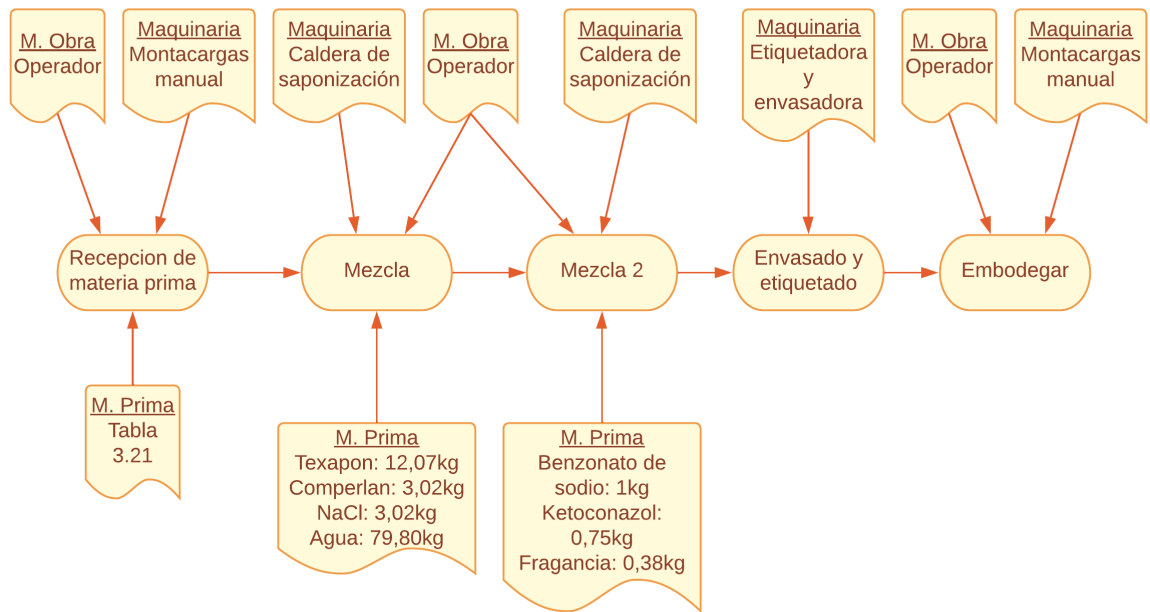 M. Obra
Operador
Maquinaria
Montacargas
manual
Maquinaria
Caldera de
saponización
M. Obra
Operador
Maquinaria
Caldera de
saponización
Maquinaria
Etiquetadora
y
envasadora
M. Obra
Operador
Maquinaria
Montacargas
manual
Recepcion de
materia prima
Mezcla
Mezcla 2
Envasado y
etiquetado
Embodegar
M. Prima
Tabla
3.21
M. Prima
Texapon: 12,07kg
Comperlan: 3,02kg
NaCl: 3,02kg
Agua: 79,80kg
M. Prima
Benzonato de
sodio: 1kg
Ketoconazol:
0,75kg
Fragancia: 0,38kg